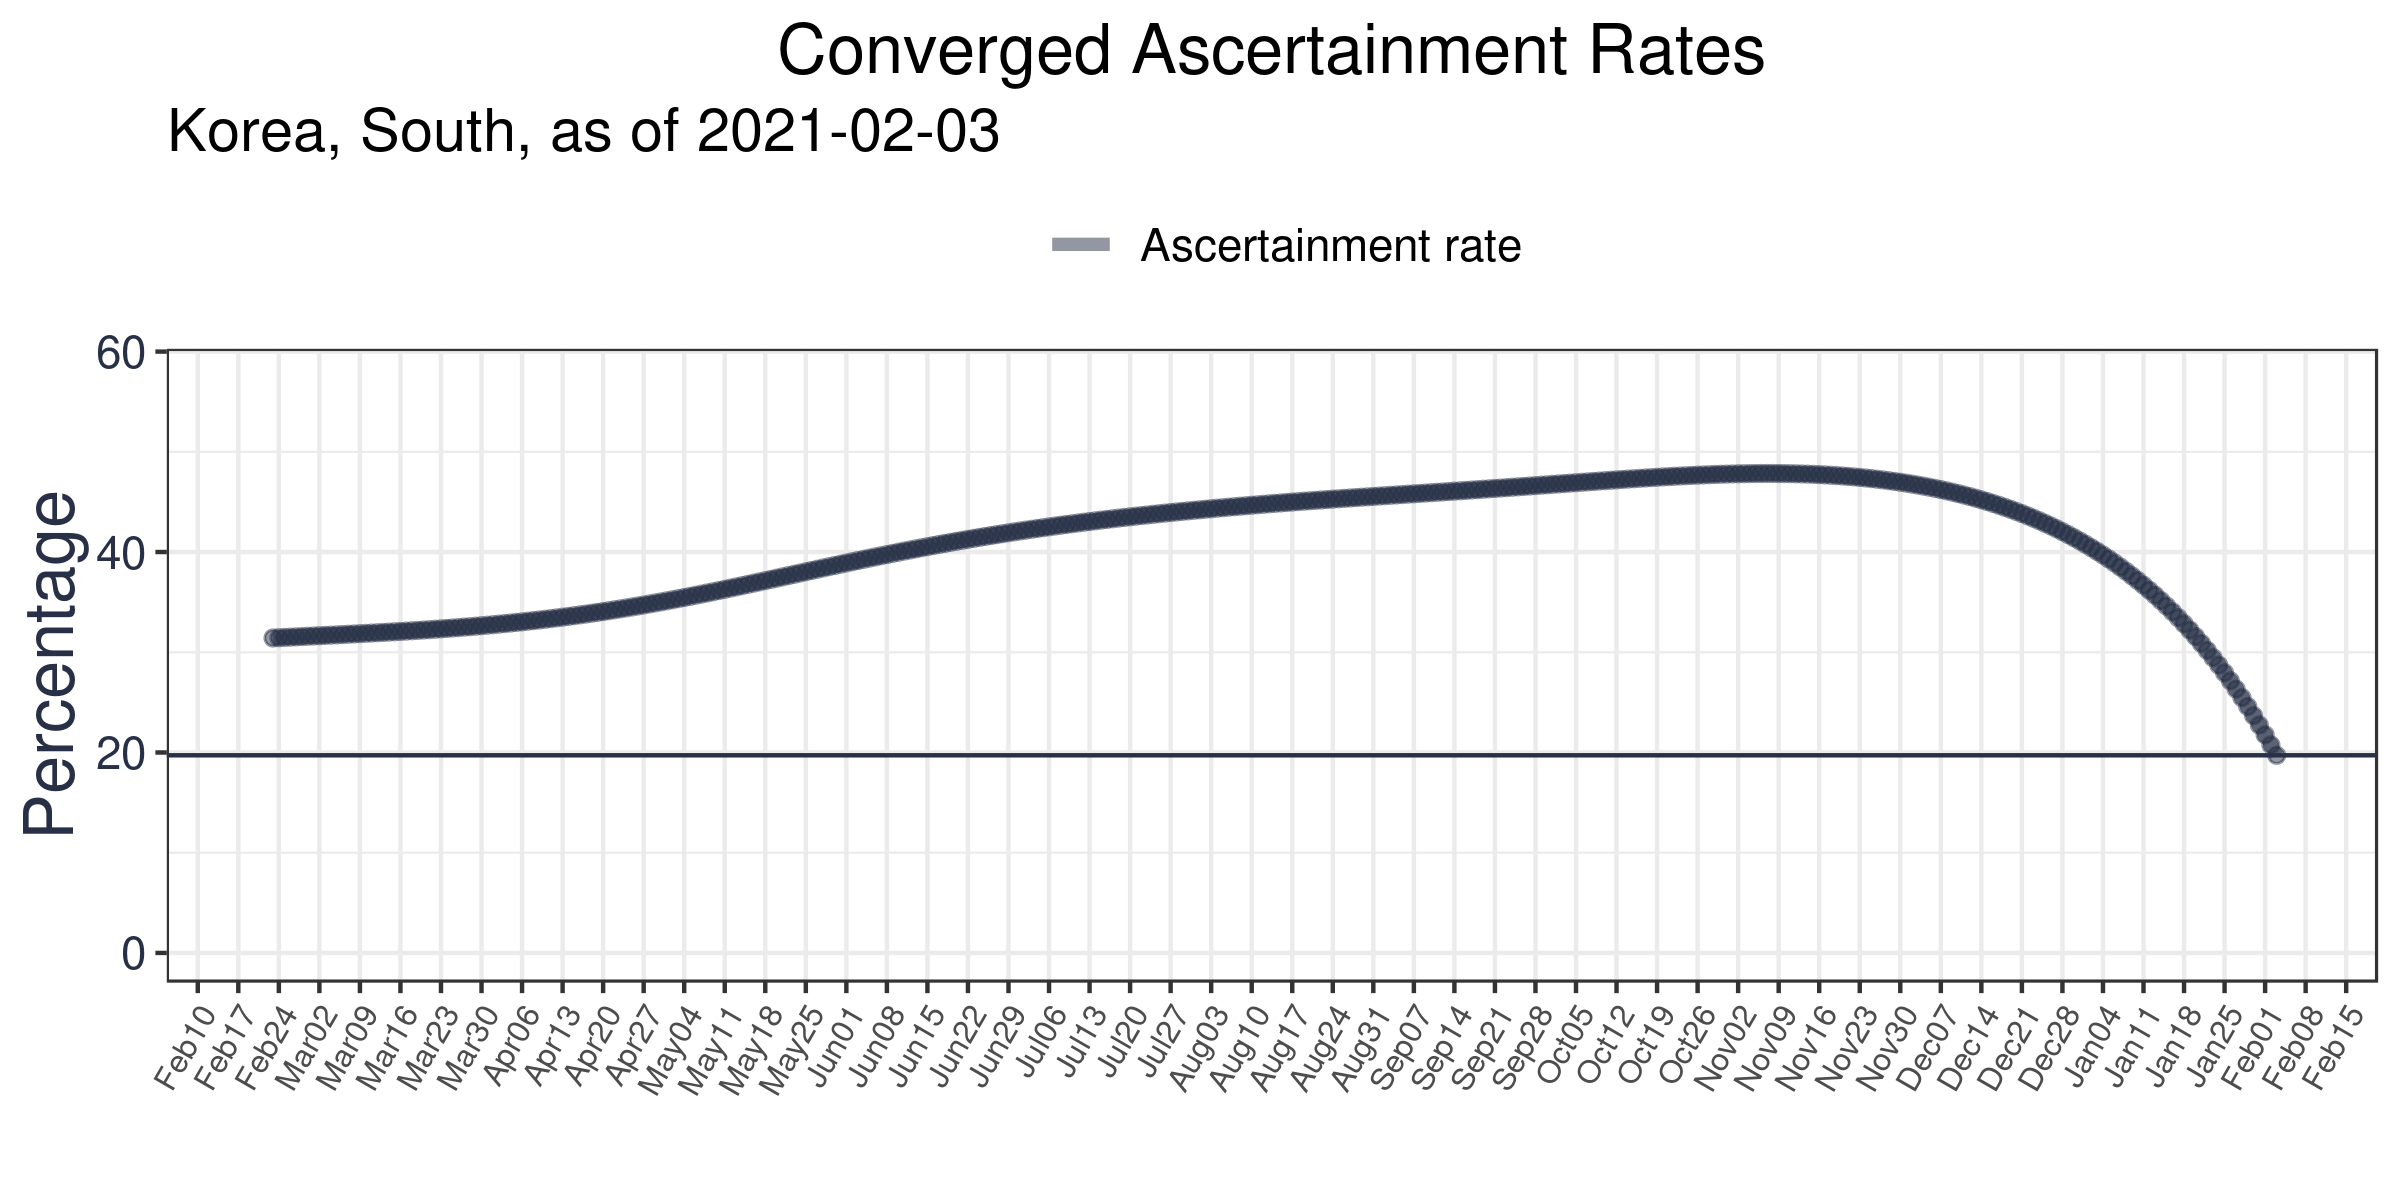 Converged Ascertainment Rates
Korea, South, as of 2021-02-03
Ascertainment rate
Percentage
60
40
20
0
Feb10
Feb17
Feb24
Mar02
Mar09
Mar16
Mar23
Mar30
Apr06
Apr13
Apr20
Apr27
May04
May11
May18
May25
Jun01
Jun08
Jun15
Jun22
Jun29
Jul06
Jul13
Jul20
Jul27
Aug03
Aug10
Aug17
Aug24
Aug31
Sep07
Sep14
Sep21
Sep28
Oct05
Oct12
Oct19
Oct26
Nov02
Nov09
Nov16
Nov23
Nov30
Dec07
Dec14
Dec21
Dec28
Jan04
Jan11
Jan18
Jan25
Feb01
Feb08
Feb15